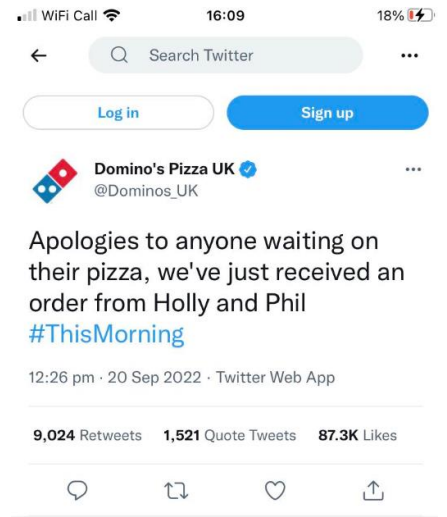 WiFi Call 16:09 18%
Search Twitter
Log in Sign up
Domino's Pizza UK
@Dominos_UK
Apologies to anyone waiting on
their pizza, we've just received an
order from Holly and Phil
#ThisMorning
12:26 pm · 20 Sep 2022 · Twitter Web App
9,024 Retweets 1,521 Quote Tweets 87.3K Likes